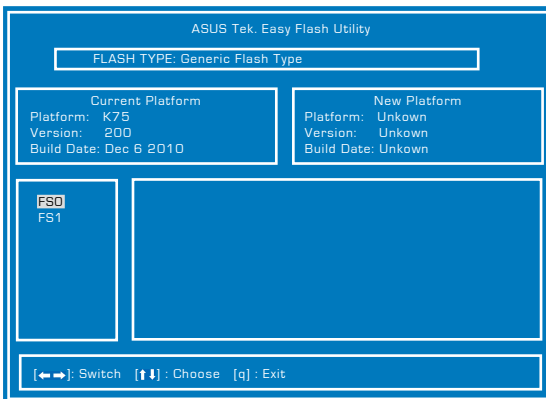 ASUS Tek. Easy Flash Utility
FLASH TYPE: Generic Flash Type
Current Platform
Platform: K75
Version: 200
Build Date: Dec 6 2010
New Platform
Platform: Unkown
Version: Unkown
Build Date: Unkown
FS0
FS1
[←→]: Switch [↑↓] : Choose [q] : Exit